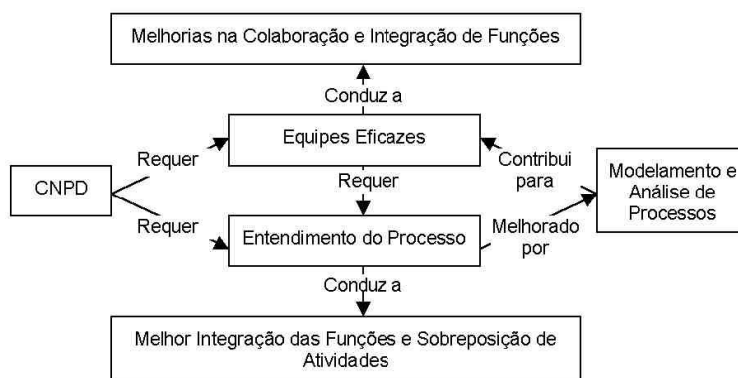 Melhorias na Colaboração e Integração de Funções
Conduz a
Equipes Eficazes
Requer
Contribui
para
Modelamento e
Análise de
Processos
CNPD
Requer
Requer
Entendimento do Processo
Melhorado
por
Conduz a
Melhor Integração das Funções e Sobreposição de
Atividades